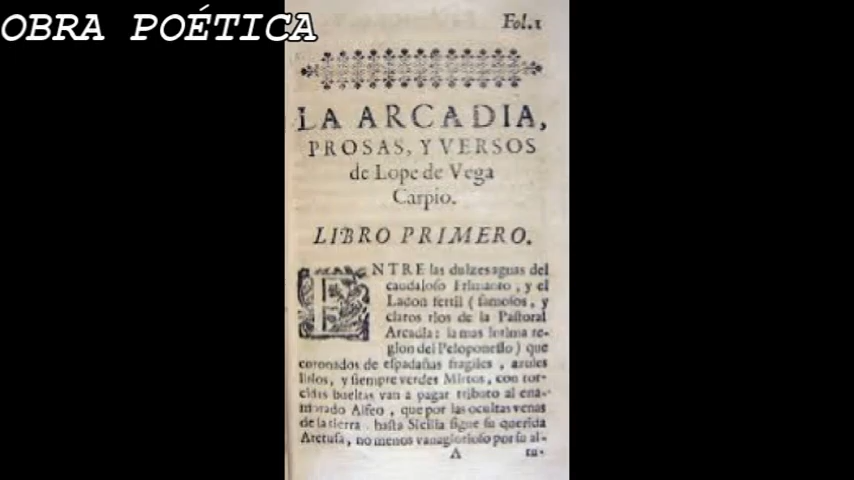 OBRA POÉTICA
Fol.1
LA ARCADIA,
PROSAS, Y VERSOS
de Lope de Vega
Carpio.
LIBRO PRIMERO.
ENTRE las dulzes aguas del
caudaloſo Erimanto, y el
Ladon fertil (famoſos, y
claros rios de la Paſtoral
Arcadia: la mas intima re-
gion del Peloponeſſo) que
coronados de eſpadañas fragiles, azules
lirios, y ſiempre verdes Mirtos, con tor-
cidas bueltas van a pagar tributo al ena-
morado Alfeo, que por las ocultas venas
de la tierra, haſta Sicilia ſigue ſu querida
Aretuſa, no menos vanaglorioſo por ſu al-
A
tu-